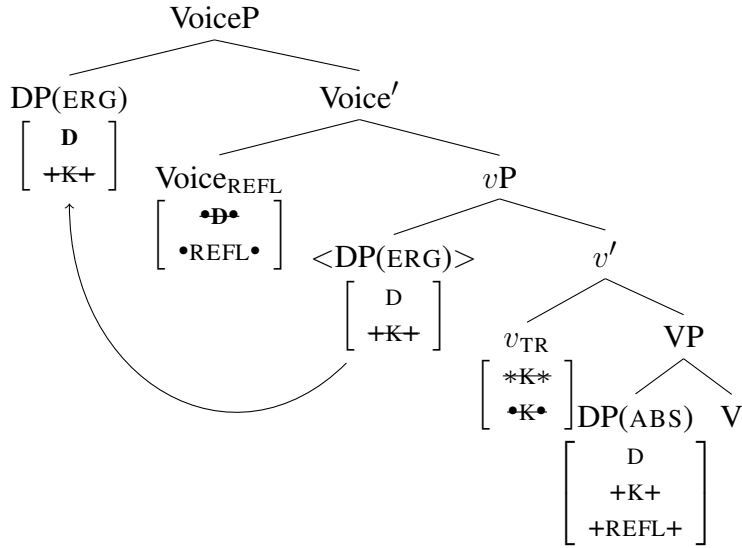 VoiceP
DP(ERG)
D
+K+
Voice′
VoiceREFL
•D•
•REFL•
vP
<DP(ERG)>
D
+K+
v′
vTR
*K*
•K•
VP
DP(ABS)
D
+K+
+REFL+
V